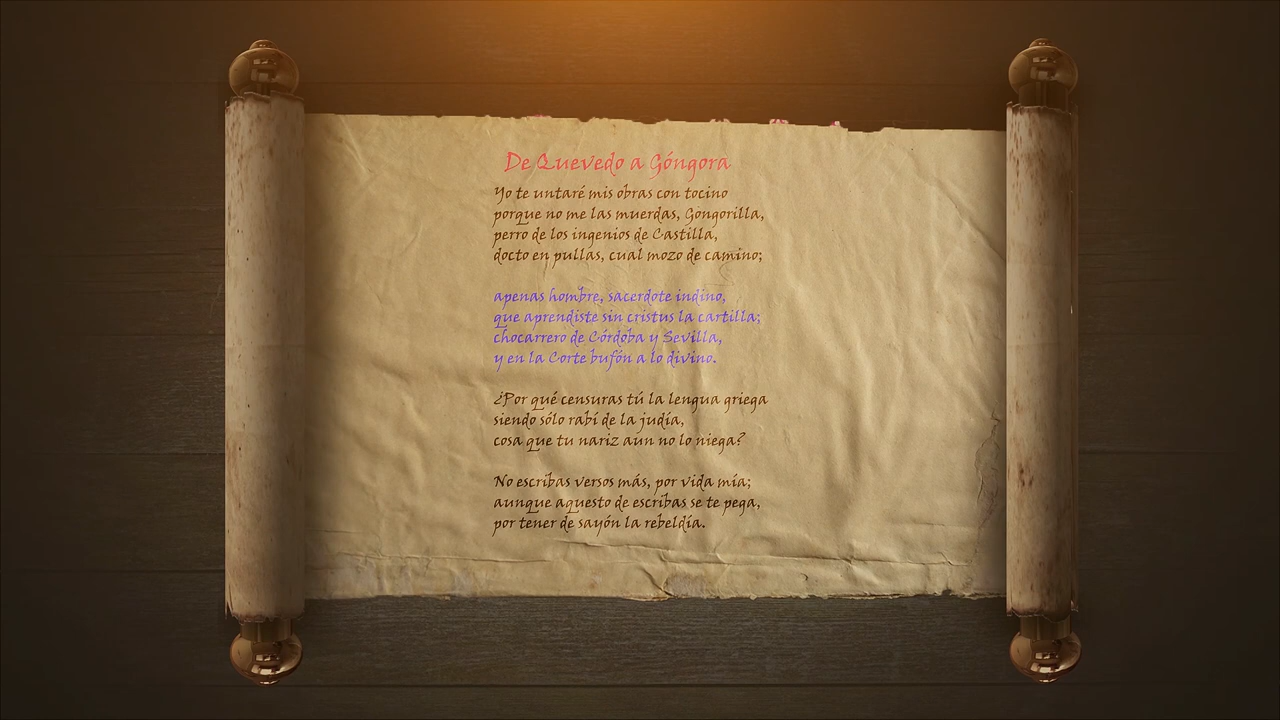 De Quevedo a Góngora
Yo te untaré mis obras con tocino
porque no me las muerdas, Gongorilla,
perro de los ingenios de Castilla,
docto en pullas, cual mozo de camino;
apenas hombre, sacerdote indino,
que aprendiste sin cristus la cartilla;
chocarrero de Córdoba y Sevilla,
y en la Corte bufón a lo divino.
¿Por qué censuras tú la lengua griega
siendo sólo rabí de la judía,
cosa que tu nariz aun no lo niega?
No escribas versos más, por vida mía;
aunque aquesto de escribas se te pega,
por tener de sayón la rebeldía.